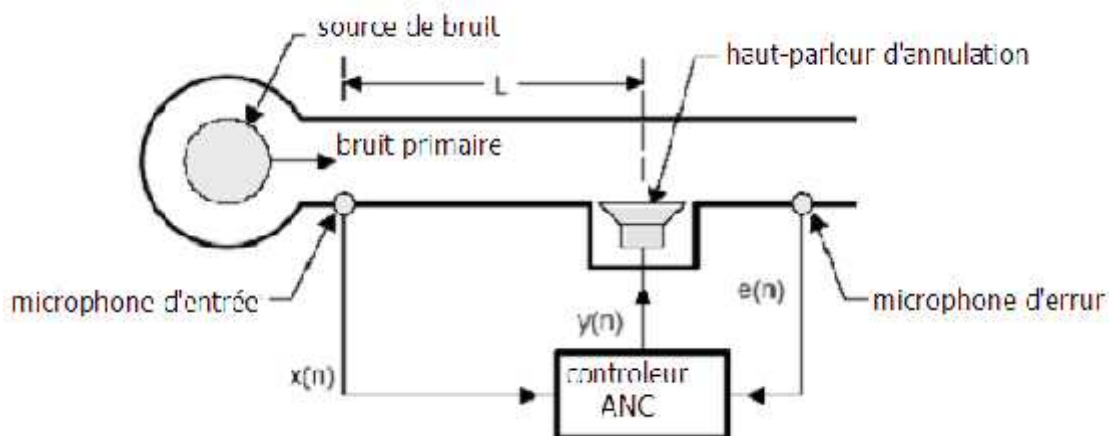 source de bruit
haut-parleur d'annulation
L
bruit primaire
microphone d'entrée
e(n)
microphone d'errur
y(n)
x(n)
controleur
ANC